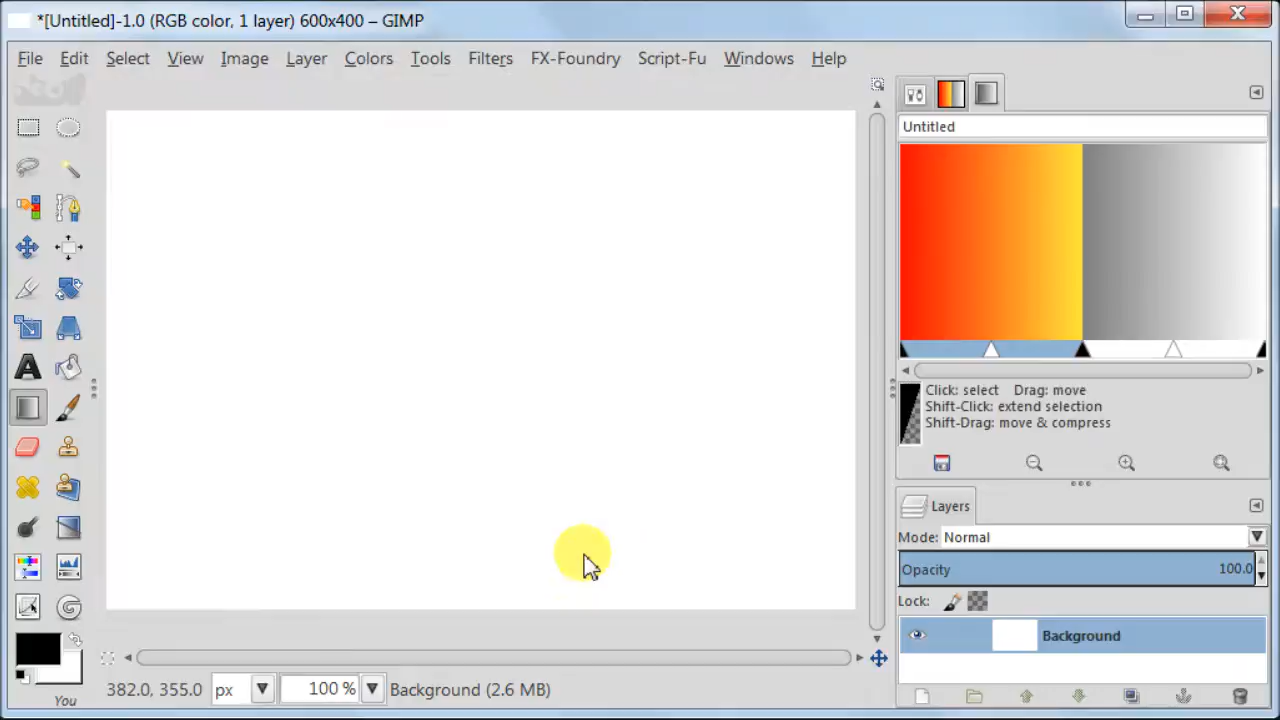 *[Untitled]-1.0 (RGB color, 1 layer) 600x400 – GIMP
File Edit Select View Image Layer Colors Tools Filters FX-Foundry Script-Fu Windows Help
Untitled
Click: select Drag: move
Shift-Click: extend selection
Shift-Drag: move & compress
Layers
Mode: Normal
Opacity 100.0
Lock:
Background
382.0, 355.0 px 100 % Background (2.6 MB)
You